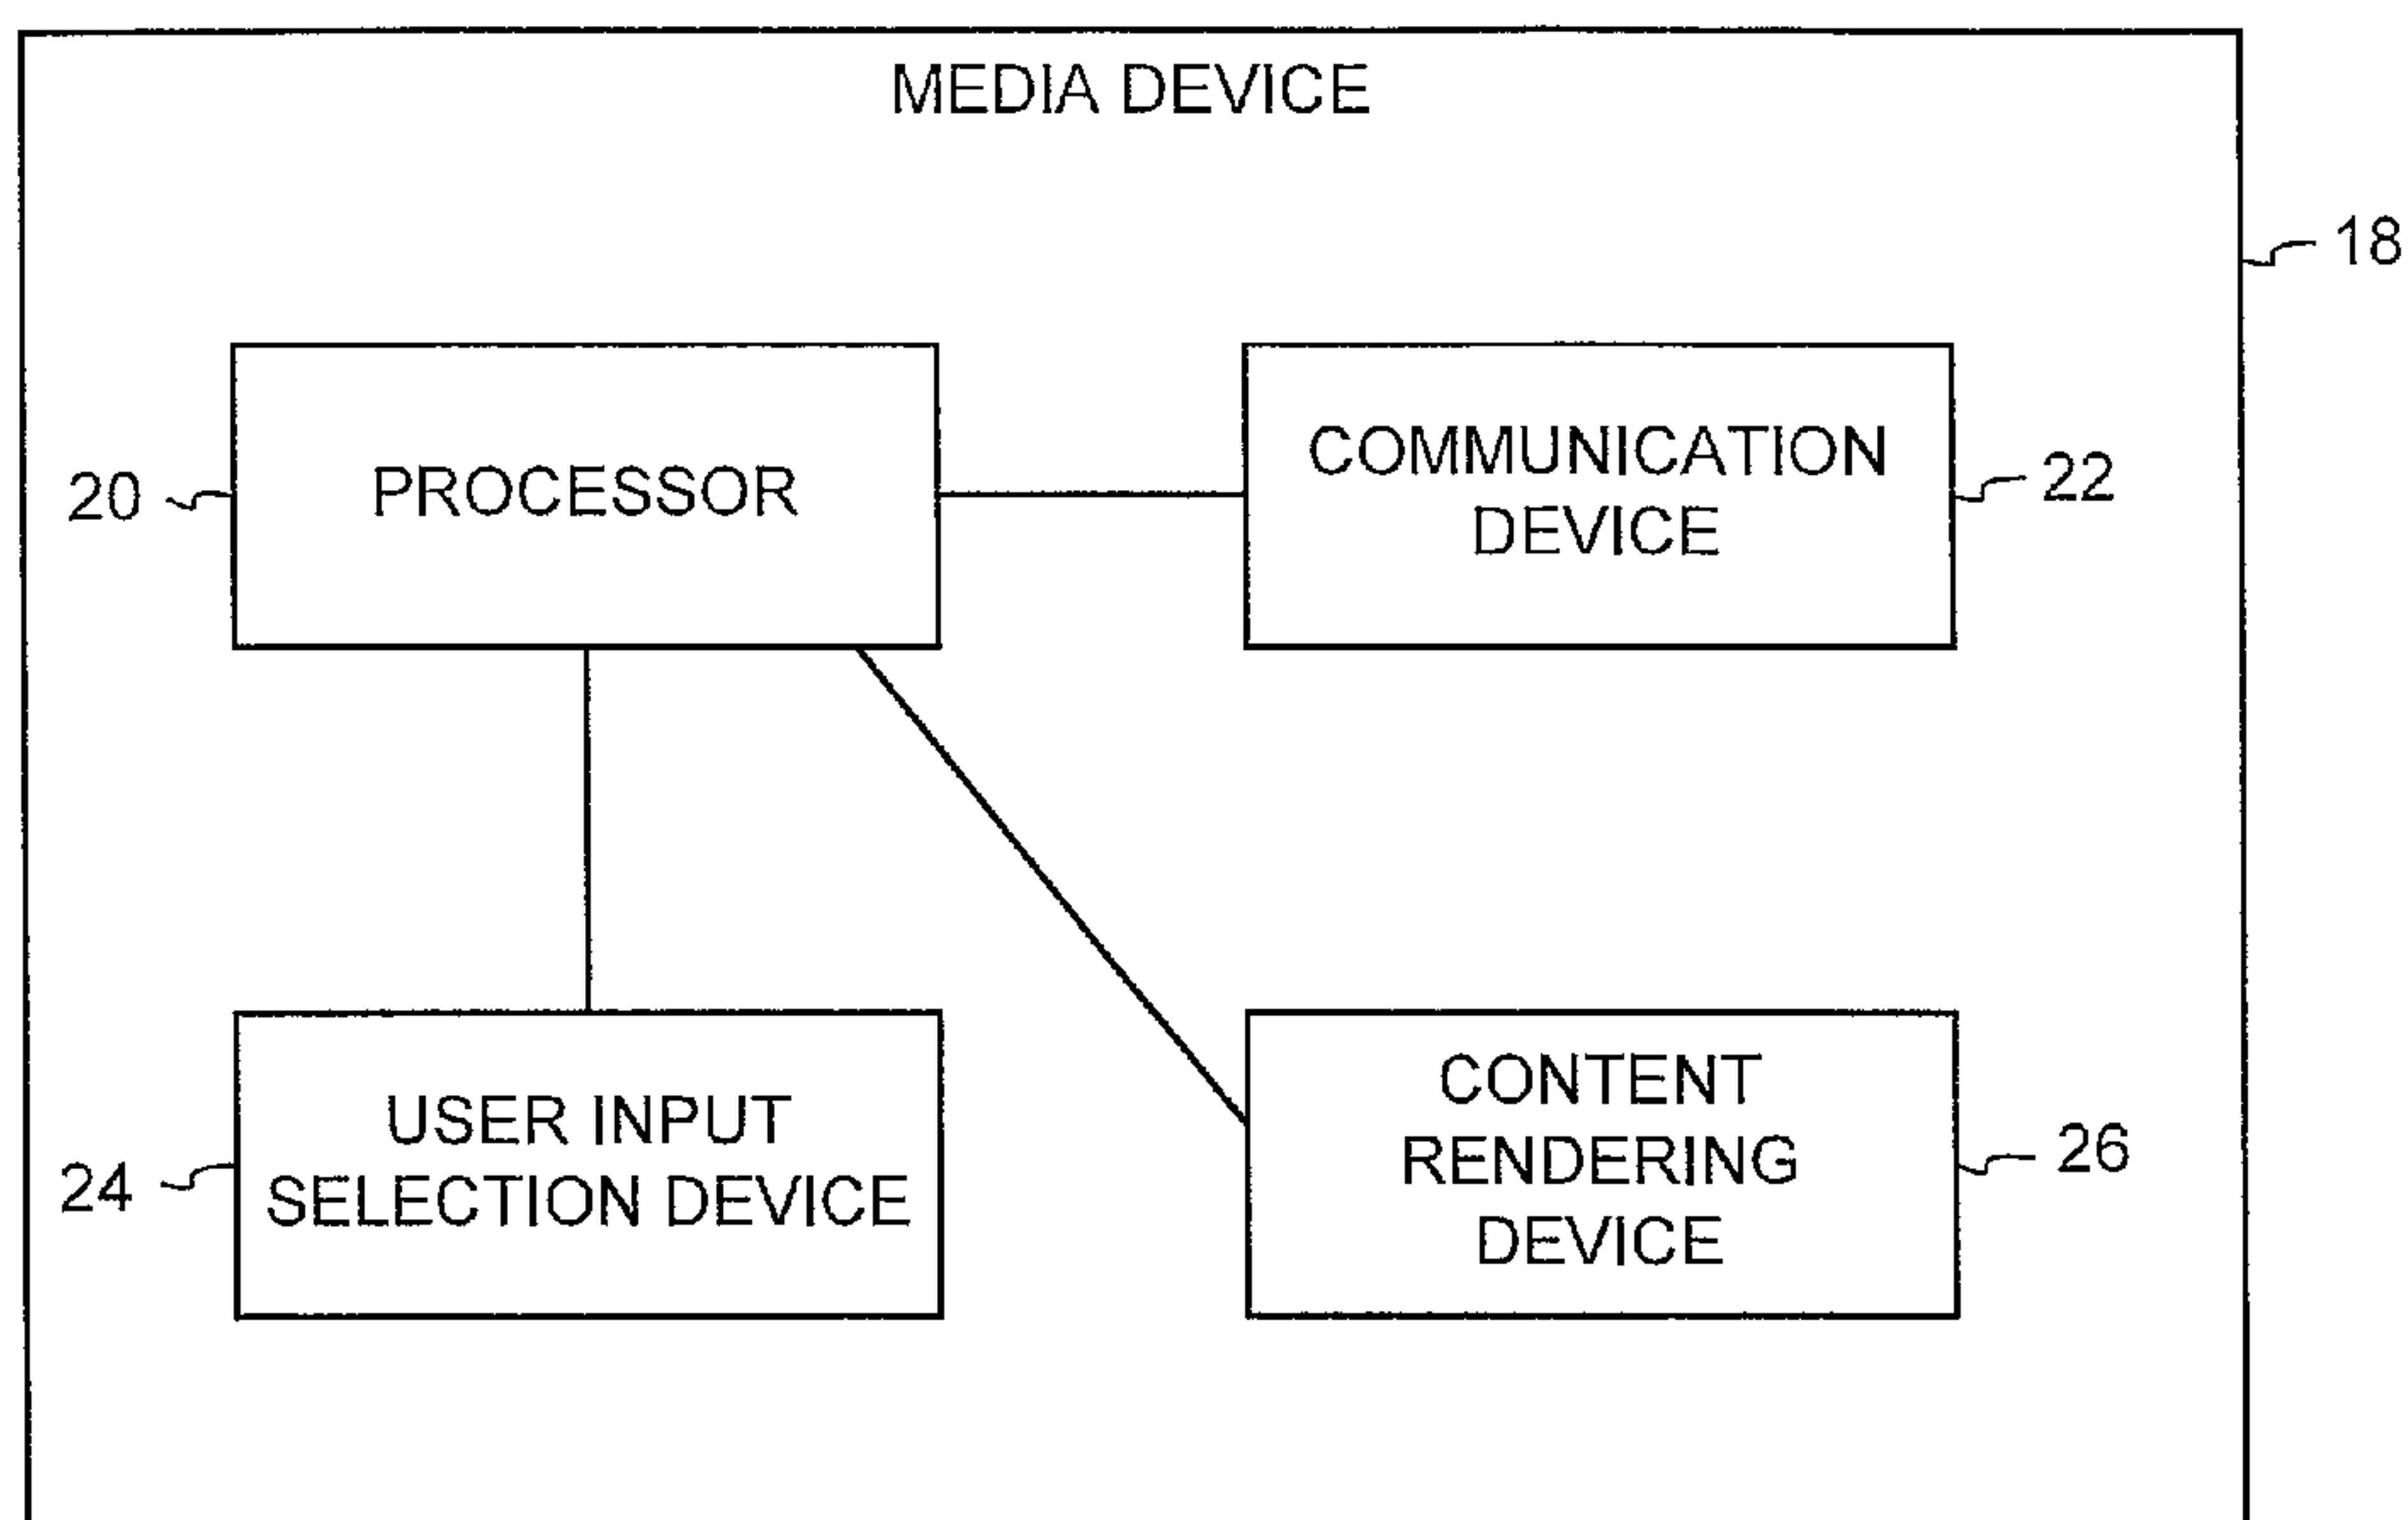 MEDIA DEVICE
18
20
PROCESSOR
COMMUNICATION
DEVICE
22
24
USER INPUT
SELECTION DEVICE
CONTENT
RENDERING
DEVICE
26